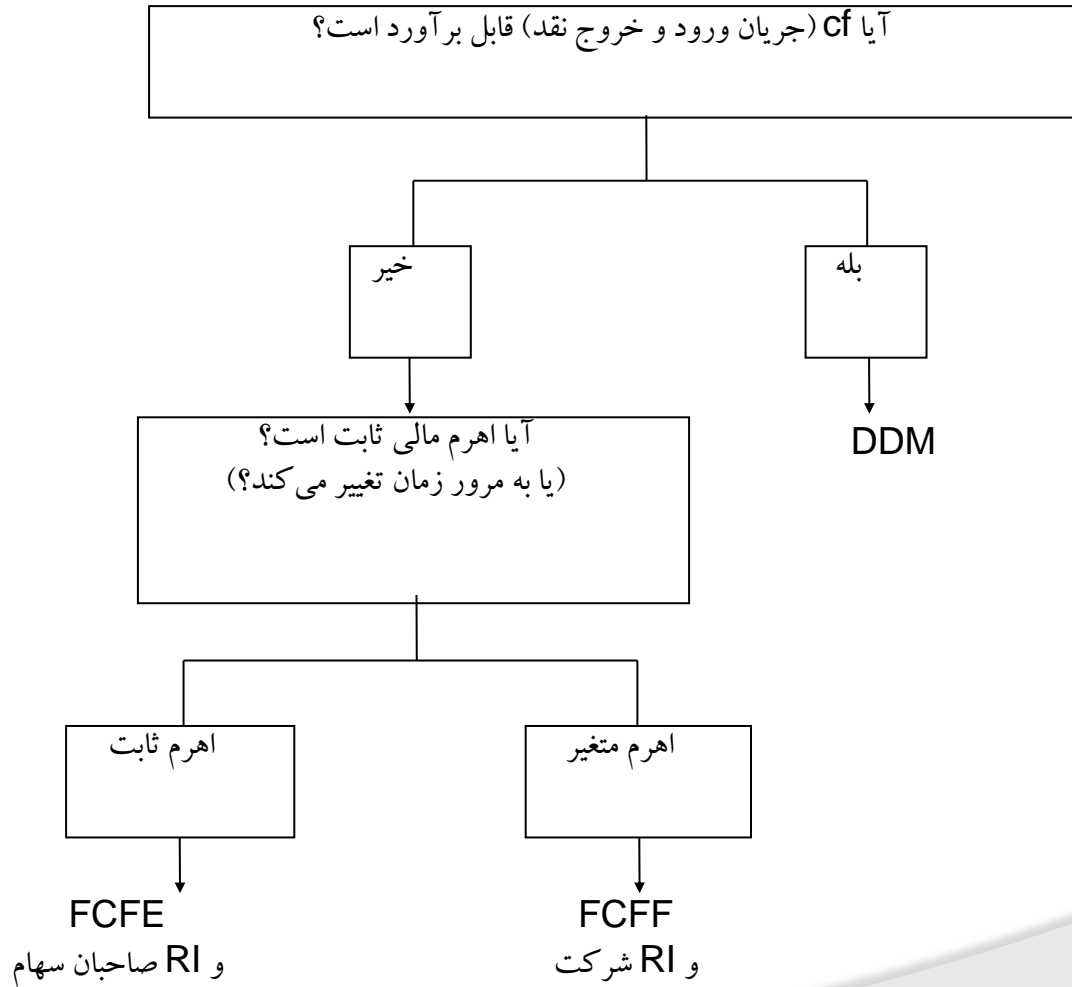 آیا cf (جریان ورود و خروج نقد) قابل برآورد است؟
بله
خیر
DDM
آیا اهرم مالی ثابت است؟
(یا به مرور زمان تغییر می‌کند؟)
اهرم متغیر
اهرم ثابت
FCFF
و RI شرکت
FCFE
و RI صاحبان سهام